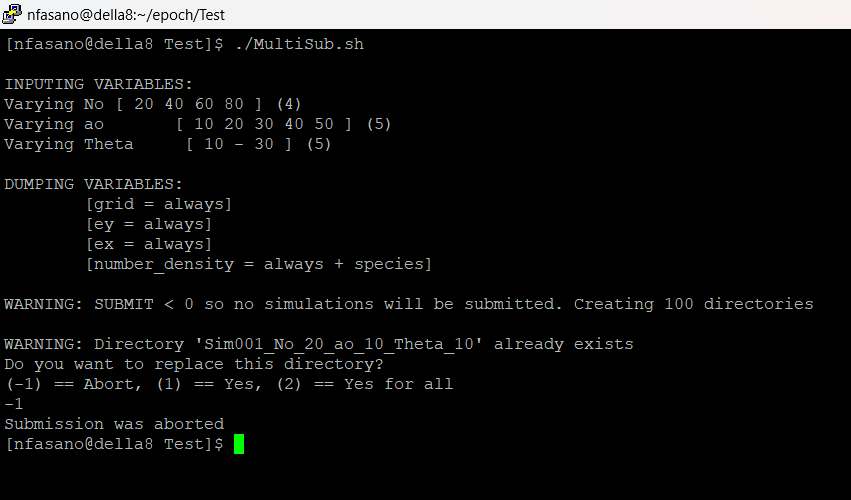 nfasano@della8:~/epoch/Test
[nfasano@della8 Test]$ ./MultiSub.sh
INPUTING VARIABLES:
Varying No [ 20 40 60 80 ] (4)
Varying ao [ 10 20 30 40 50 ] (5)
Varying Theta [ 10 - 30 ] (5)
DUMPING VARIABLES:
[grid = always]
[ey = always]
[ex = always]
[number_density = always + species]
WARNING: SUBMIT < 0 so no simulations will be submitted. Creating 100 directories
WARNING: Directory 'Sim001_No_20_ao_10_Theta_10' already exists
Do you want to replace this directory?
(-1) == Abort, (1) == Yes, (2) == Yes for all
-1
Submission was aborted
[nfasano@della8 Test]$